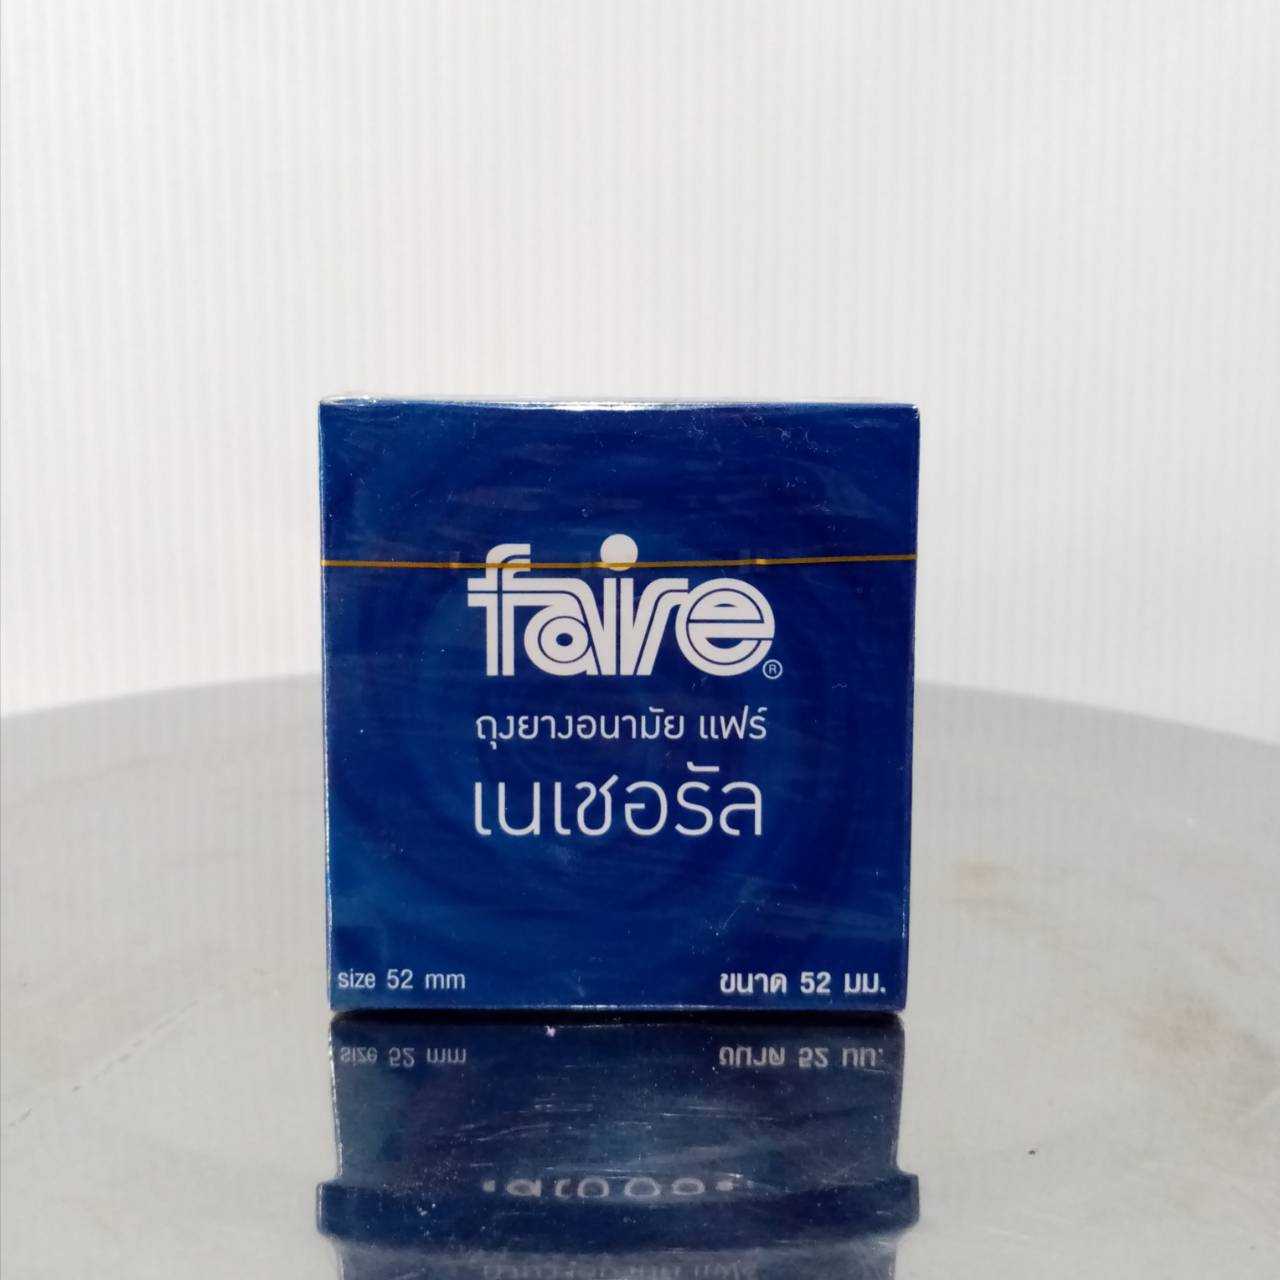 faire®
ถุงยางอนามัย แฟร์
เนเชอรัล
size 52 mm
ขนาด 52 มม.